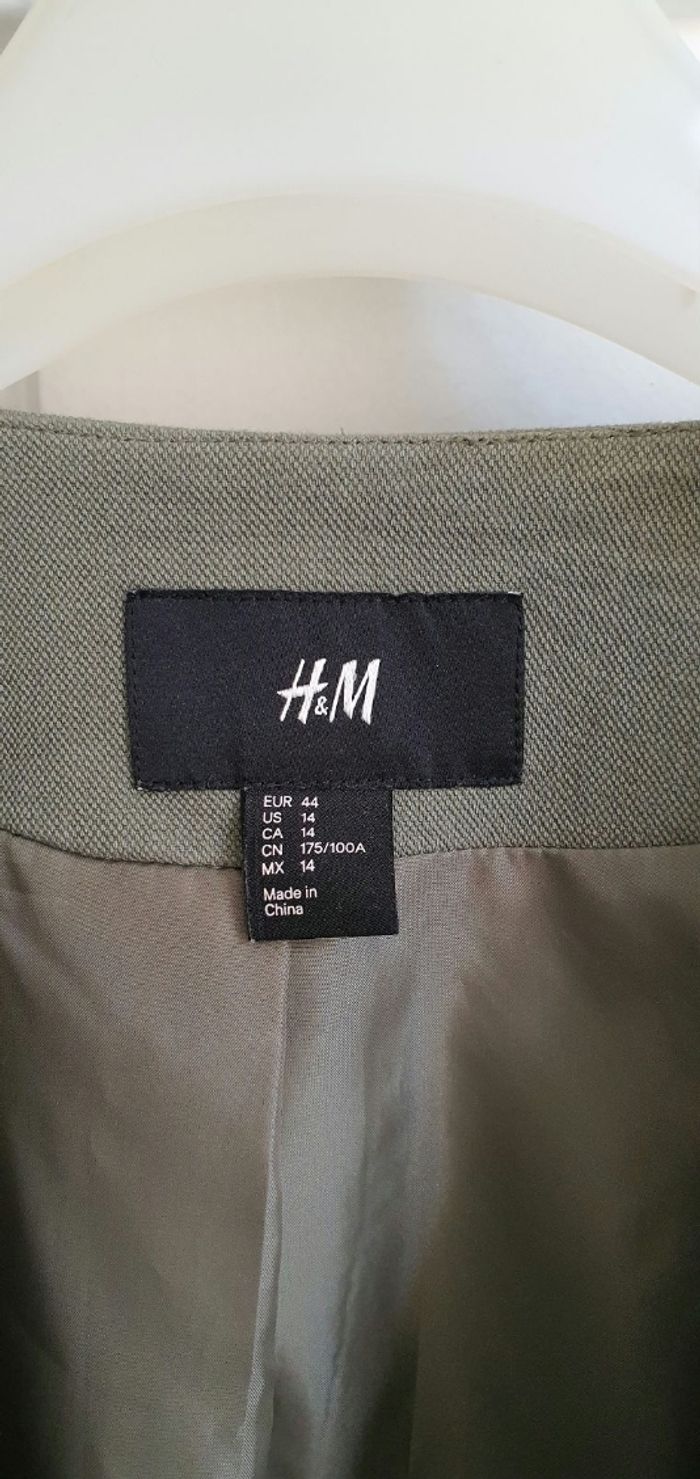 H&M
EUR 44
US 14
CA 14
CN 175/100A
MX 14
Made in
China